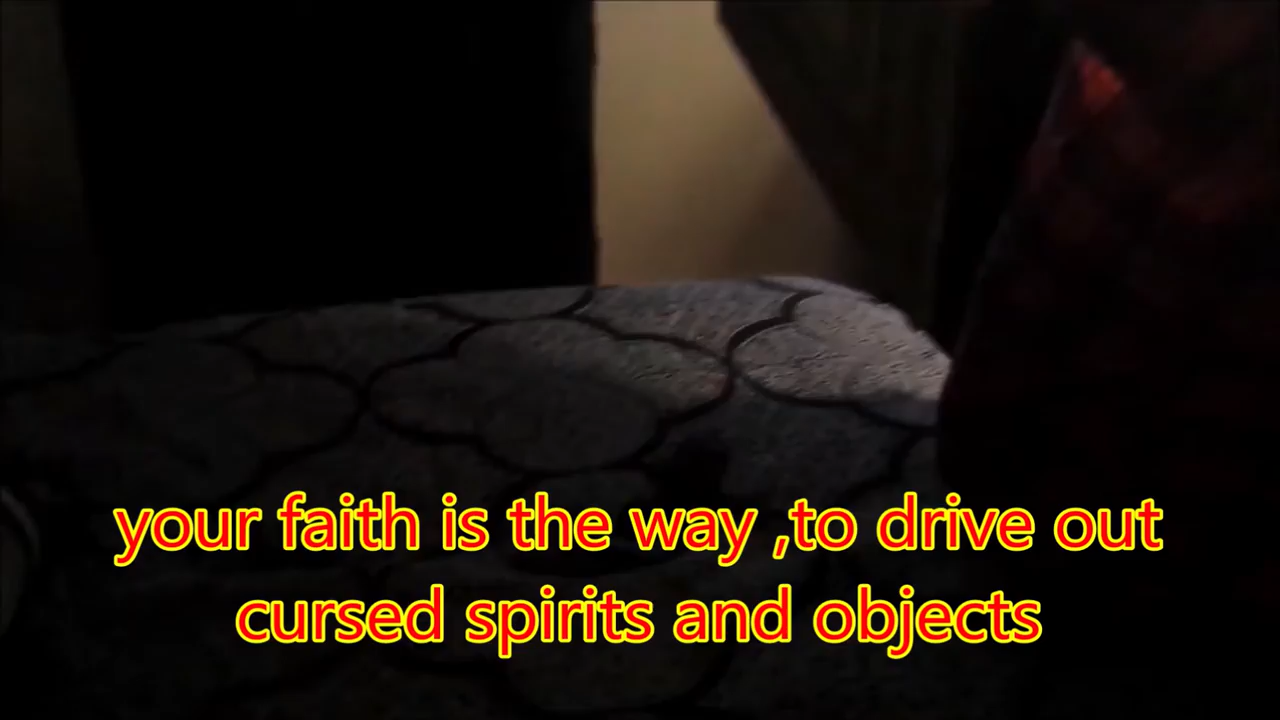 your faith is the way ,to drive out
cursed spirits and objects